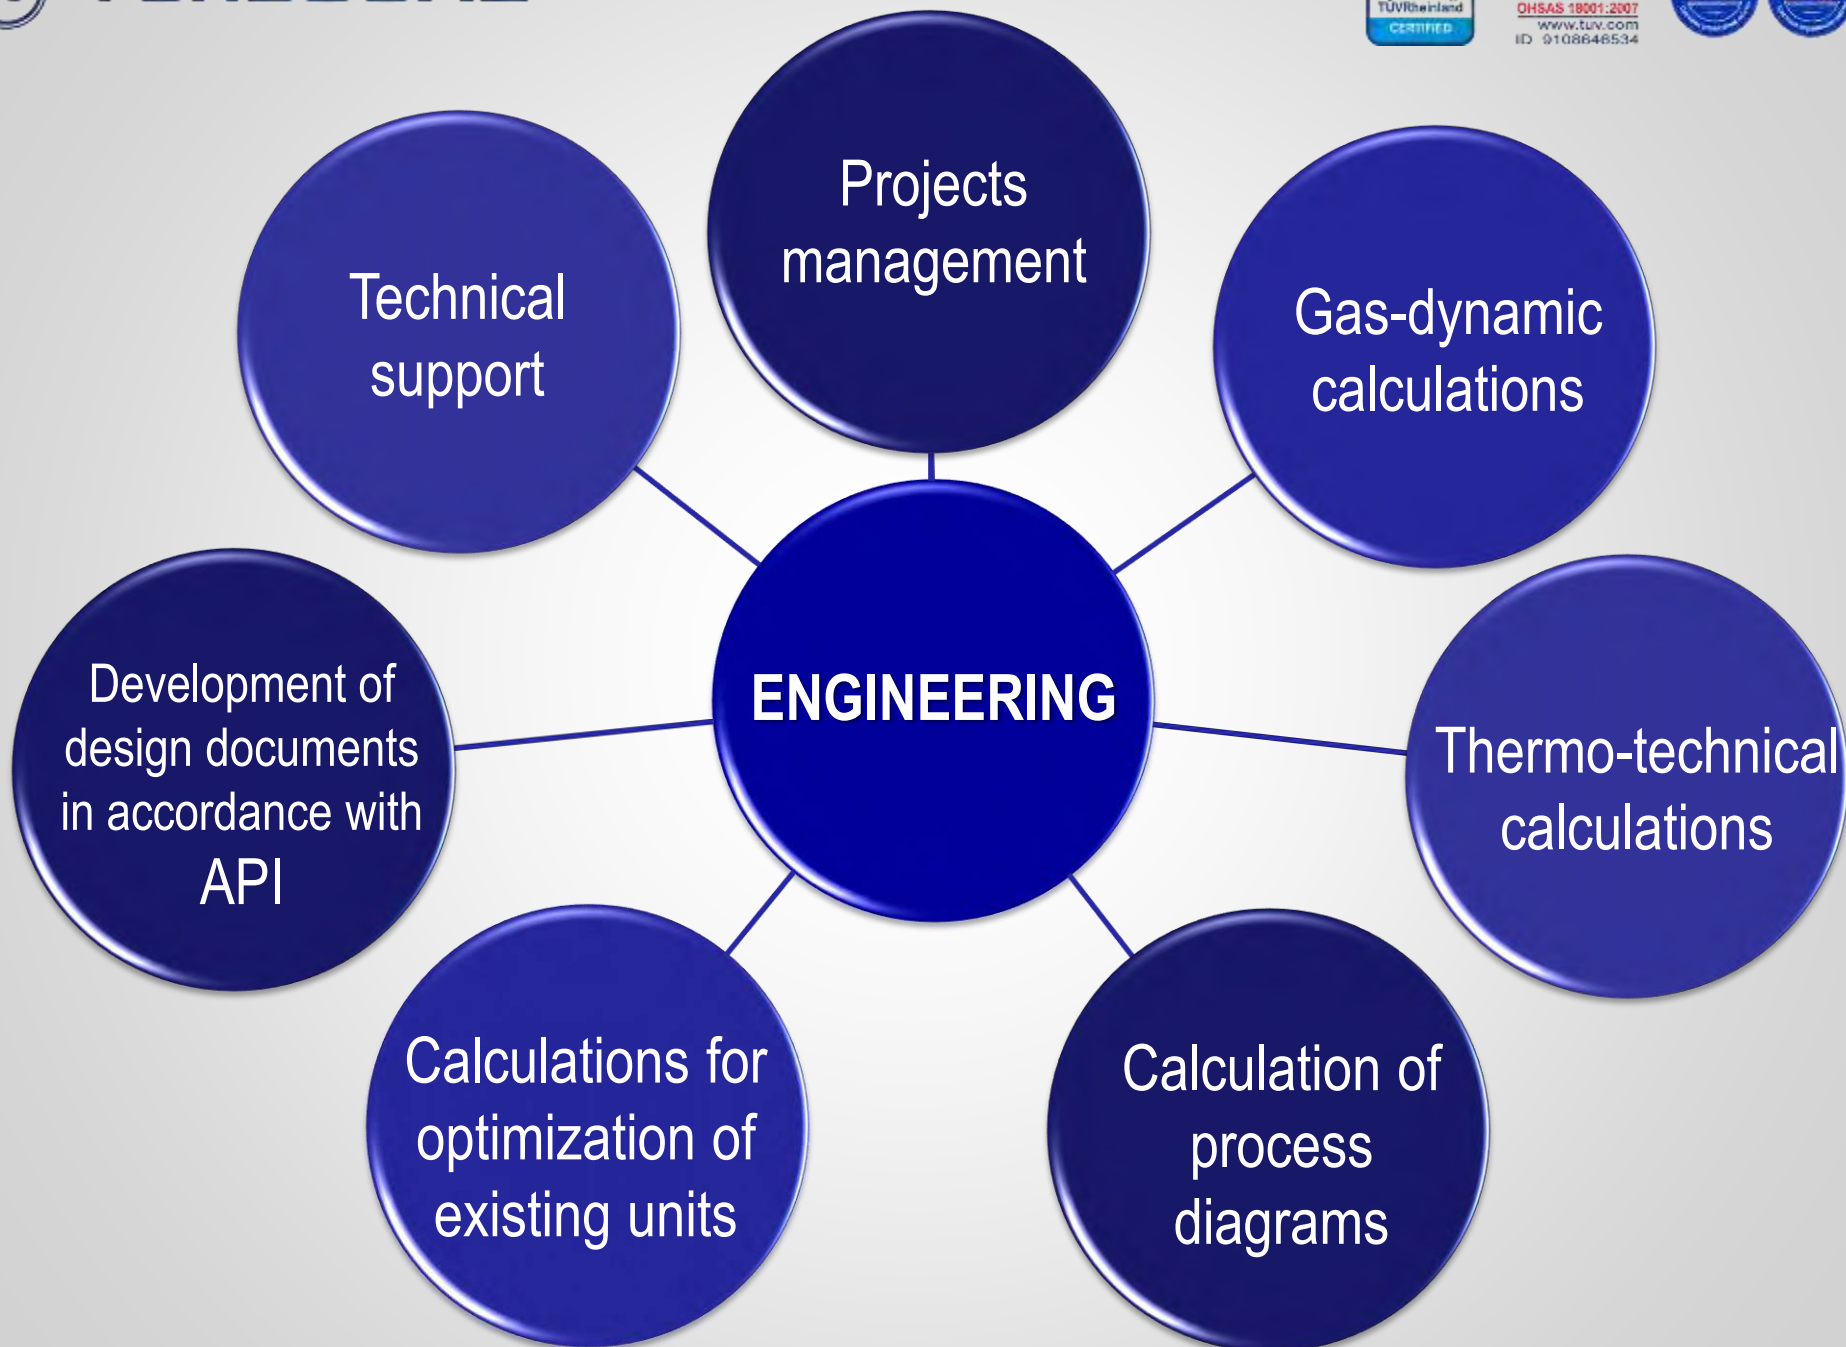 TÜVRheinland
CERTIFIED
OHSAS 18001:2007
www.tuv.com
ID 9108646534
Projects
management
Technical
support
Gas-dynamic
calculations
ENGINEERING
Development of
design documents
in accordance with
API
Thermo-technical
calculations
Calculations for
optimization of
existing units
Calculation of
process
diagrams